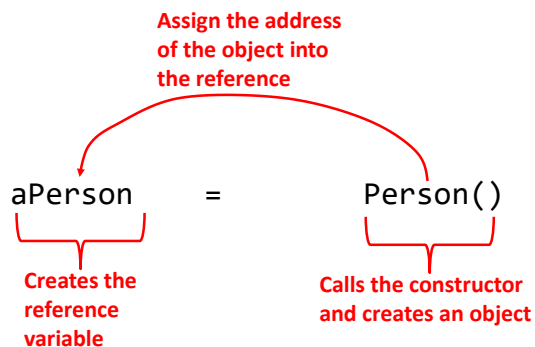 Assign the address
of the object into
the reference
aPerson = Person()
Creates the
reference
variable
Calls the constructor
and creates an object